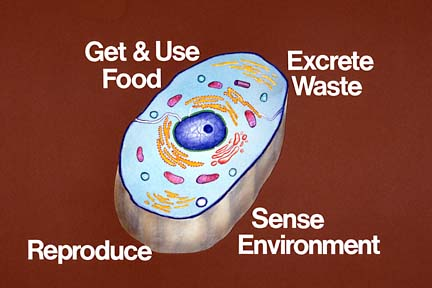 Get & Use
Food
Excrete
Waste
Reproduce
Sense
Environment